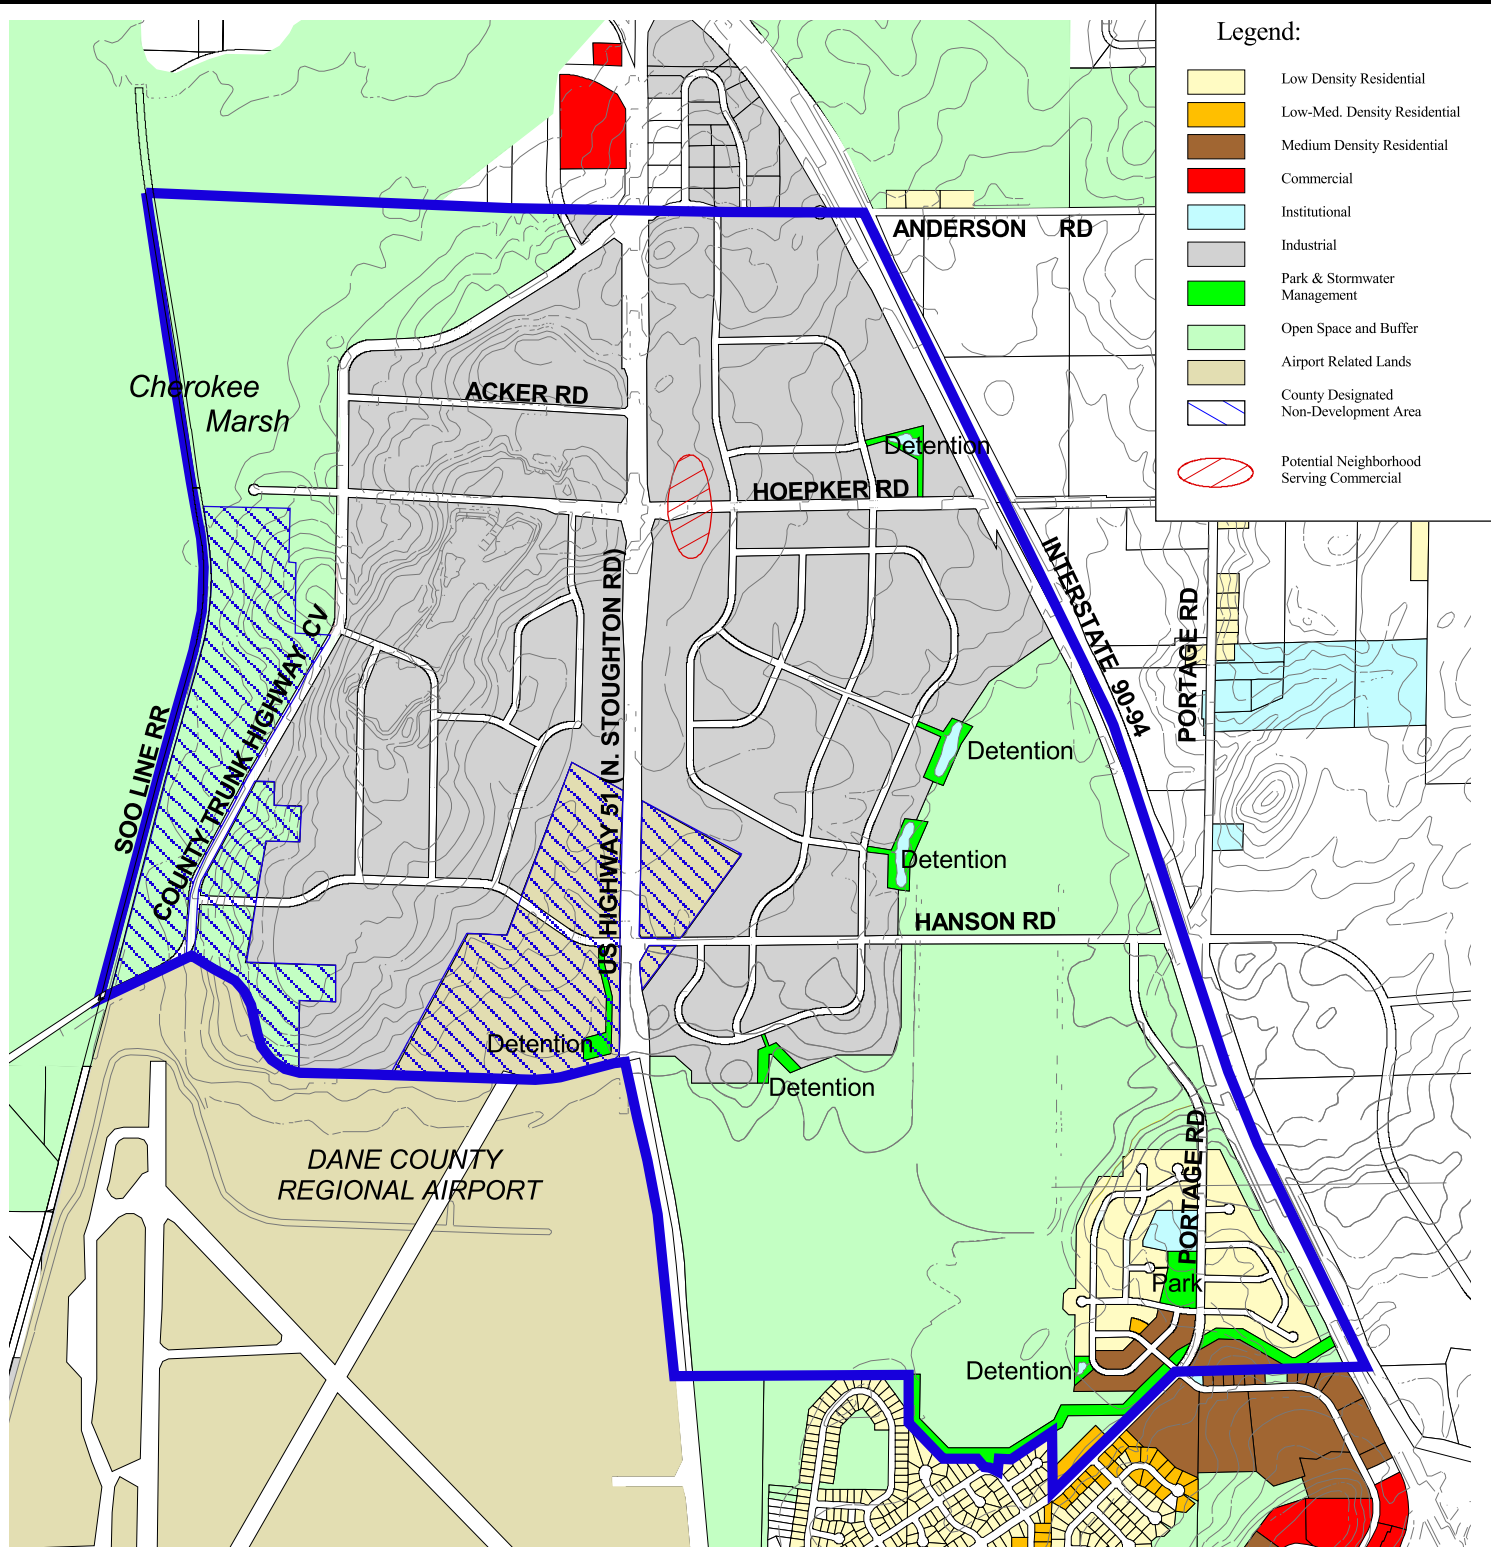 Legend:
Low Density Residential
Low-Med. Density Residential
Medium Density Residential
Commercial
Institutional
Industrial
Park & Stormwater
Management
Open Space and Buffer
Airport Related Lands
County Designated
Non-Development Area
Potential Neighborhood
Serving Commercial
ANDERSON RD
Cherokee
Marsh
ACKER RD
Detention
HOEPKER RD
INTERSTATE 90-94
PORTAGE RD
US HIGHWAY 51 (N. STOUGHTON RD)
COUNTY TRUNK HIGHWAY CV
SOO LINE RR
Detention
Detention
HANSON RD
Detention
Detention
DANE COUNTY
REGIONAL AIRPORT
PORTAGE RD
Park
Detention